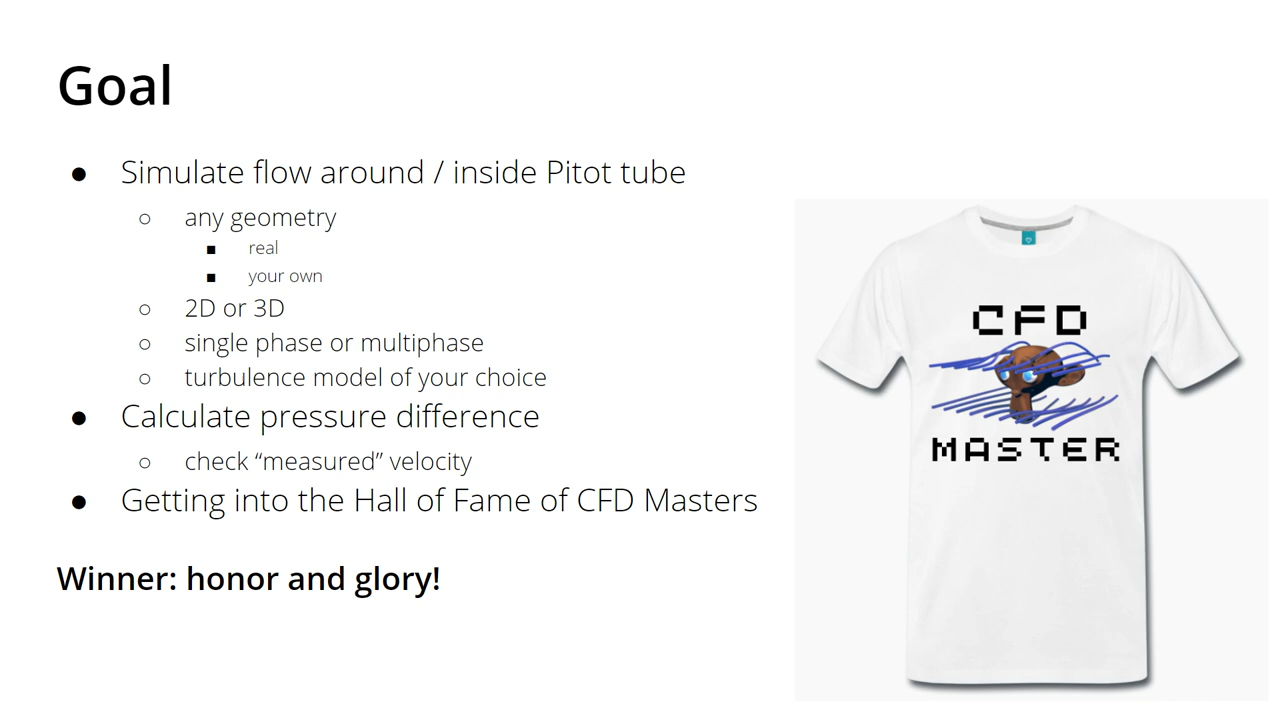 Goal
● Simulate flow around / inside Pitot tube
○ any geometry
■ real
■ your own
○ 2D or 3D
○ single phase or multiphase
○ turbulence model of your choice
● Calculate pressure difference
○ check “measured” velocity
● Getting into the Hall of Fame of CFD Masters
Winner: honor and glory!
CFD
MASTER